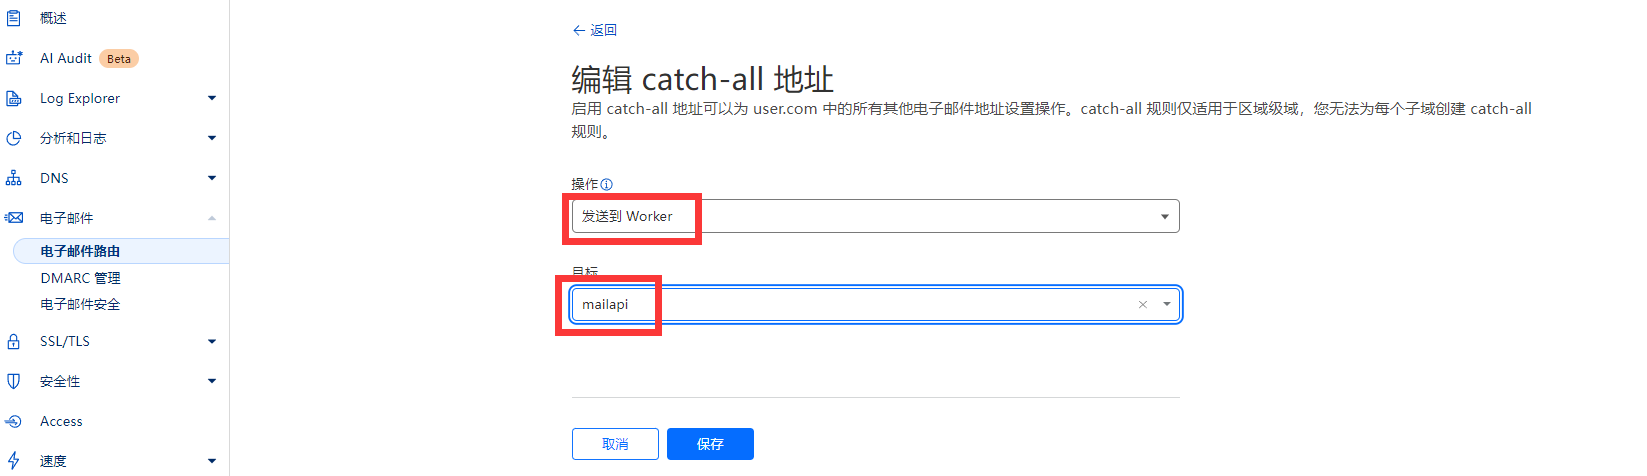 概述
AI Audit Beta
Log Explorer
分析和日志
DNS
电子邮件
电子邮件路由
DMARC 管理
电子邮件安全
SSL/TLS
安全性
Access
速度
返回
编辑 catch-all 地址
启用 catch-all 地址可以为 user.com 中的所有其他电子邮件地址设置操作。catch-all 规则仅适用于区域级域，您无法为每个子域创建 catch-all
规则。
操作
发送到 Worker
目标
mailapi
取消
保存